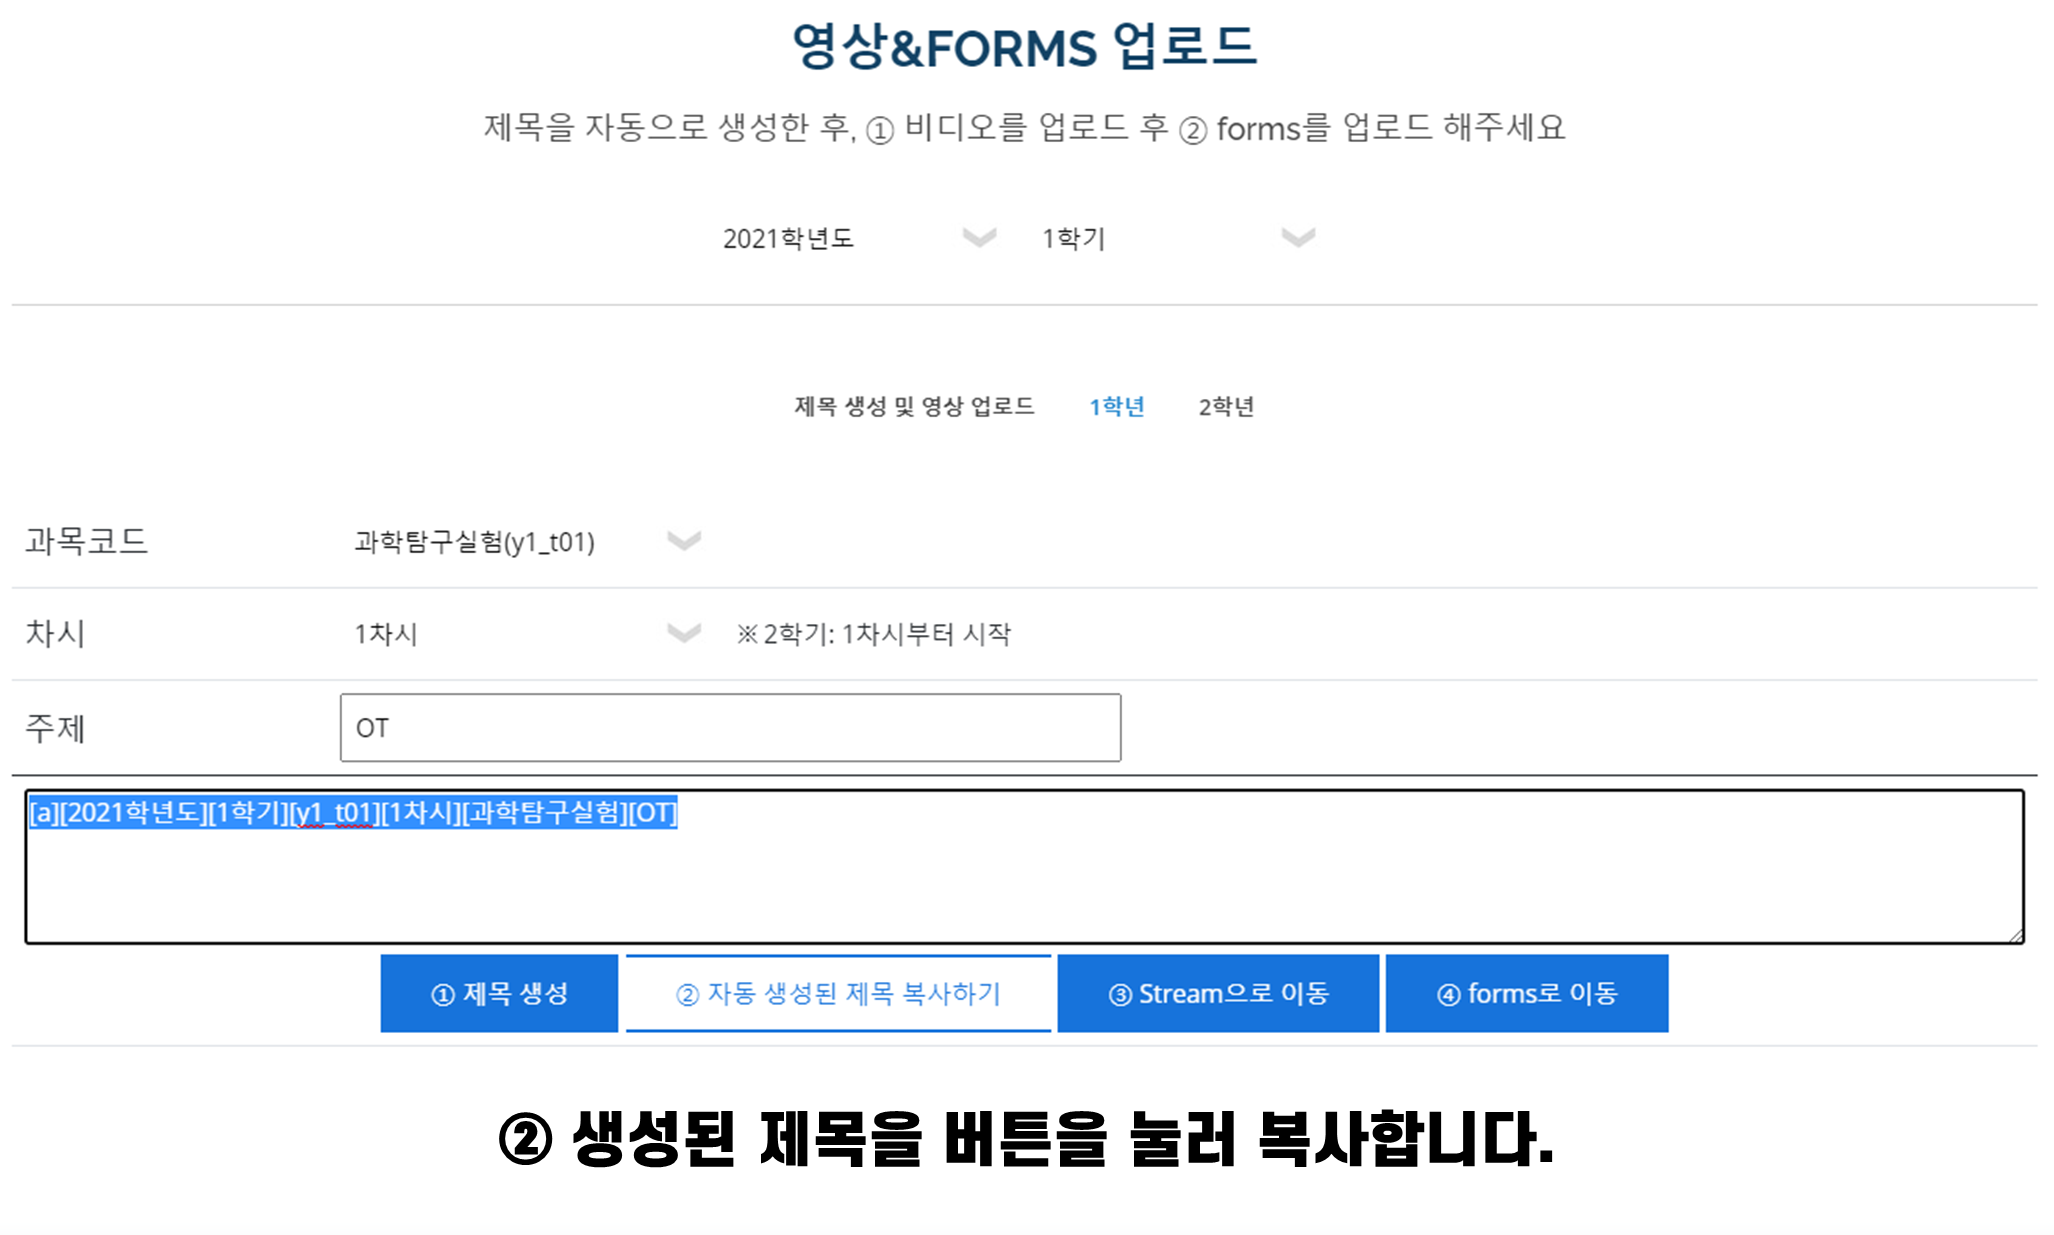 영상&FORMS 업로드
제목을 자동으로 생성한 후, ① 비디오를 업로드 후 ② forms를 업로드 해주세요
2021학년도 1학기
제목 생성 및 영상 업로드 1학년 2학년
과목코드 과학탐구실험(y1_t01)
차시 1차시 ※ 2학기: 1차시부터 시작
주제 OT
[a][2021학년도][1학기][y1_t01][1차시][과학탐구실험][OT]
① 제목 생성 ② 자동 생성된 제목 복사하기 ③ Stream으로 이동 ④ forms로 이동
② 생성된 제목을 버튼을 눌러 복사합니다.